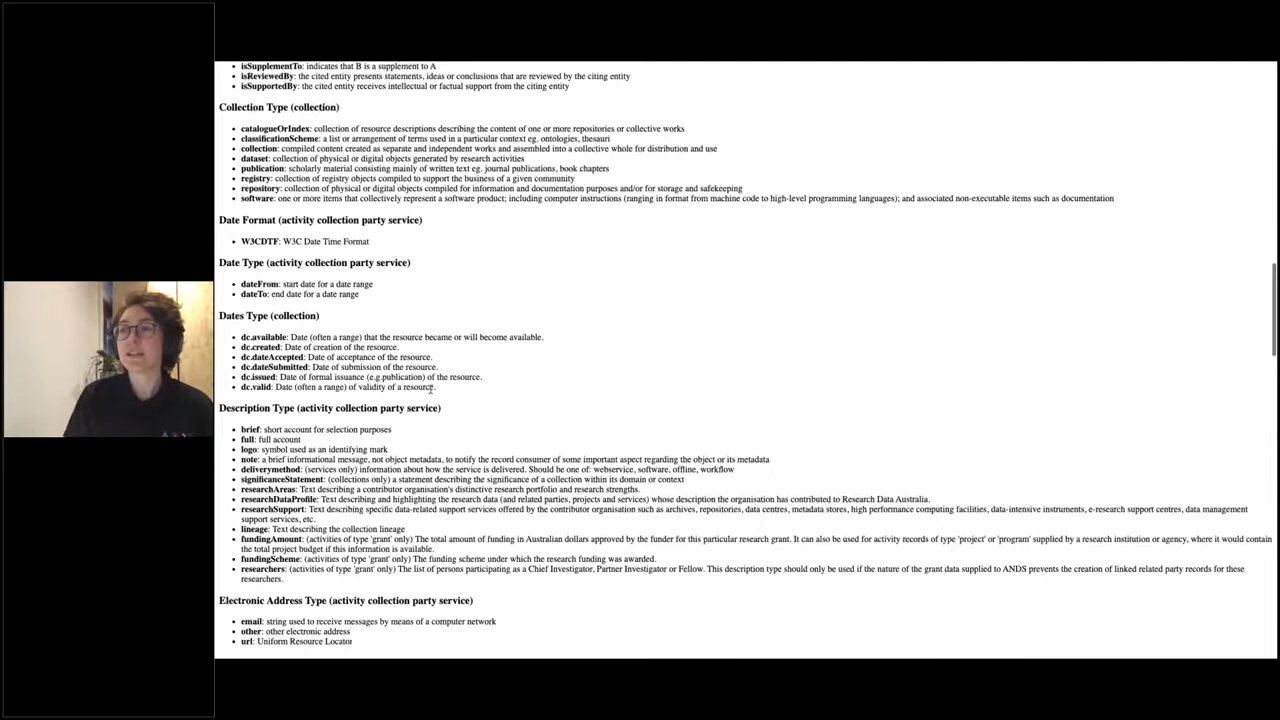 isSupplementTo: indicates that B is a supplement to A
isReviewedBy: the cited entity presents statements, ideas or conclusions that are reviewed by the citing entity
isSupportedBy: the cited entity receives intellectual or factual support from the citing entity
Collection Type (collection)
catalogueOrIndex: collection of resource descriptions describing the content of one or more repositories or collective works
classificationScheme: a list or arrangement of terms used in a particular context eg. ontologies, thesauri
collection: compiled content created as separate and independent works and assembled into a collective whole for distribution and use
dataset: collection of physical or digital objects generated by research activities
publication: scholarly material consisting mainly of written text eg. journal publications, book chapters
registry: collection of registry objects compiled to support the business of a given community
repository: collection of physical or digital objects compiled for information and documentation purposes and/or for storage and safekeeping
software: one or more items that collectively represent a software product; including computer instructions (ranging in format from machine code to high-level programming languages); and associated non-executable items such as documentation
Date Format (activity collection party service)
W3CDTF: W3C Date Time Format
Date Type (activity collection party service)
dateFrom: start date for a date range
dateTo: end date for a date range
Dates Type (collection)
dc.available: Date (often a range) that the resource became or will become available.
dc.created: Date of creation of the resource.
dc.dateAccepted: Date of acceptance of the resource.
dc.dateSubmitted: Date of submission of the resource.
dc.issued: Date of formal issuance (e.g.publication) of the resource.
dc.valid: Date (often a range) of validity of a resource.
Description Type (activity collection party service)
brief: short account for selection purposes
full: full account
logo: symbol used as an identifying mark
note: a brief informational message, not object metadata, to notify the record consumer of some important aspect regarding the object or its metadata
deliverymethod: (services only) information about how the service is delivered. Should be one of: webservice, software, offline, workflow
significanceStatement: (collections only) a statement describing the significance of a collection within its domain or context
researchAreas: Text describing a contributor organisation's distinctive research portfolio and research strengths.
researchDataProfile: Text describing and highlighting the research data (and related parties, projects and services) whose description the organisation has contributed to Research Data Australia.
researchSupport: Text describing specific data-related support services offered by the contributor organisation such as archives, repositories, data centres, metadata stores, high performance computing facilities, data-intensive instruments, e-research support centres, data management
support services, etc.
lineage: Text describing the collection lineage
fundingAmount: (activities of type 'grant' only) The total amount of funding in Australian dollars approved by the funder for this particular research grant. It can also be used for activity records of type 'project' or 'program' supplied by a research institution or agency, where it would contain
the total project budget if this information is available.
fundingScheme: (activities of type 'grant' only) The funding scheme under which the research funding was awarded.
researchers: (activities of type 'grant' only) The list of persons participating as a Chief Investigator, Partner Investigator or Fellow. This description type should only be used if the nature of the grant data supplied to ANDS prevents the creation of linked related party records for these
researchers.
Electronic Address Type (activity collection party service)
email: string used to receive messages by means of a computer network
other: other electronic address
url: Uniform Resource Locator